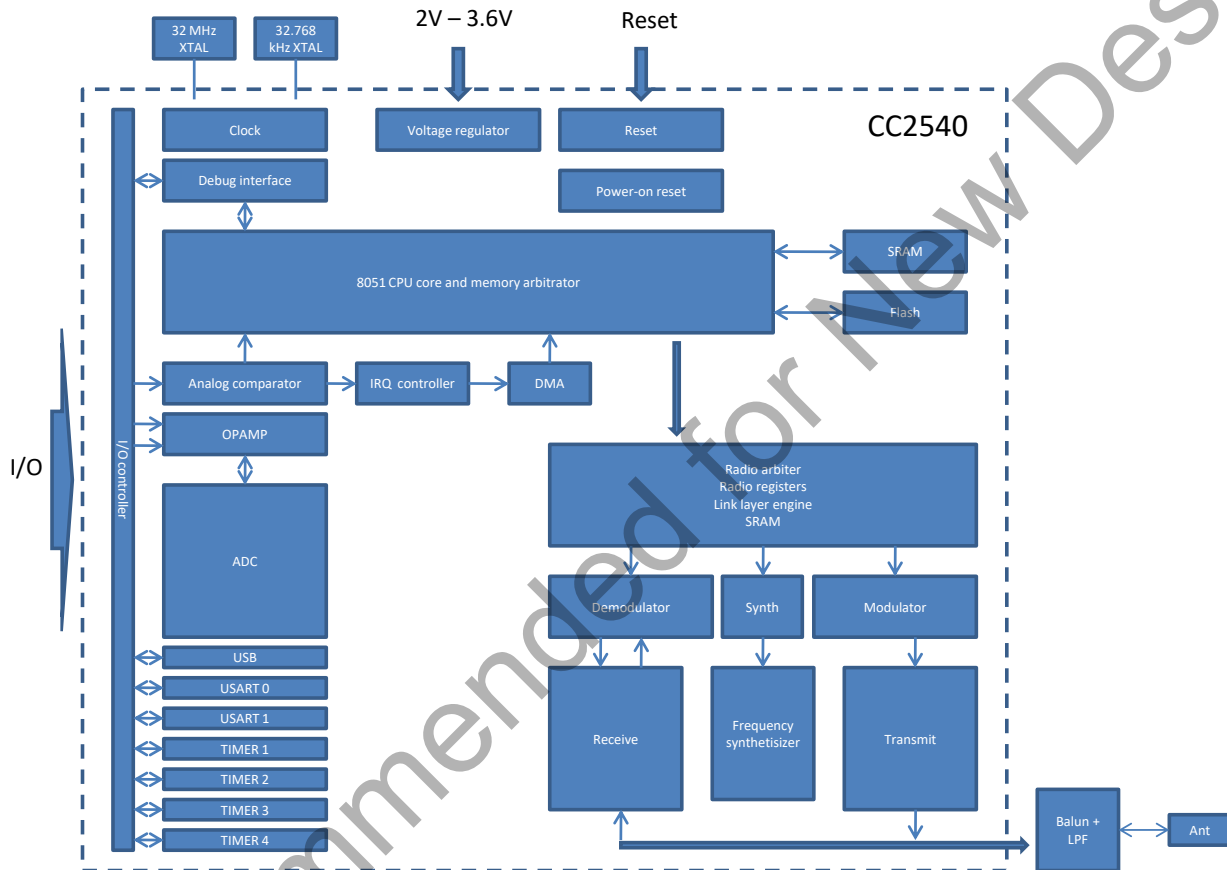 32 MHz
XTAL
32.768
kHz XTAL
2V – 3.6V
Reset
CC2540
Clock
Voltage regulator
Reset
Debug interface
Power-on reset
8051 CPU core and memory arbitrator
SRAM
Flash
Analog comparator
IRQ controller
DMA
OPAMP
I/O
I/O controller
ADC
Radio arbiter
Radio registers
Link layer engine
SRAM
Demodulator
Synth
Modulator
USB
USART 0
USART 1
TIMER 1
TIMER 2
TIMER 3
TIMER 4
Receive
Frequency
synthetisizer
Transmit
Balun +
LPF
Ant
mmended for New Des